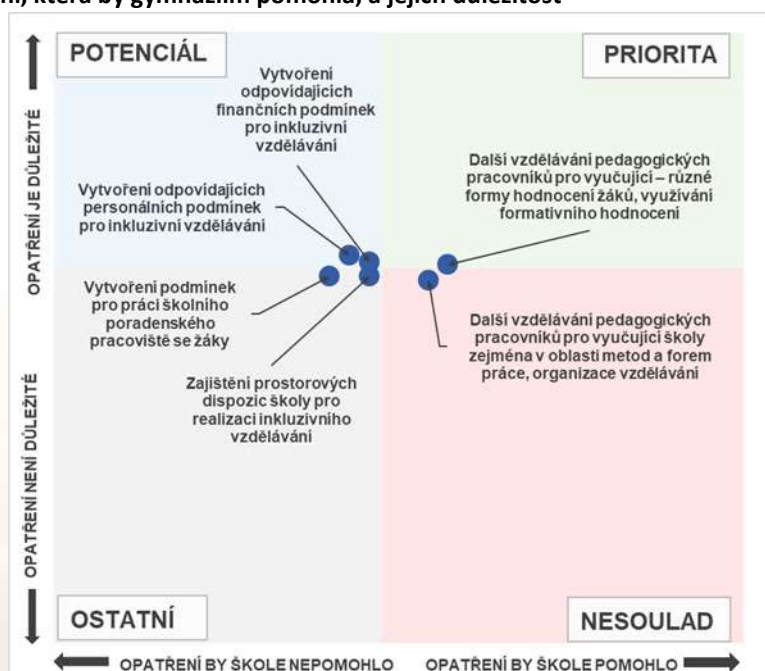 gymnáziím pomohla, a jejich důležitost
POTENCIÁL
PRIORITA
Vytvoření
odpovídajících
finančních podmínek
pro inkluzivní
vzdělávání
Další vzdělávání pedagogických
pracovníků pro vyučující – různé
formy hodnocení žáků, využívání
formativního hodnocení
Vytvoření odpovídajících
personálních podmínek
pro inkluzivní vzdělávání
OPATŘENÍ JE DŮLEŽITÉ
Vytvoření podmínek
pro práci školního
poradenského
pracoviště se žáky
Další vzdělávání pedagogických
pracovníků pro vyučující školy
zejména v oblasti metod a forem
práce, organizace vzdělávání
Zajištění prostorových
dispozic školy pro
realizaci inkluzivního
vzdělávání
OPATŘENÍ NENÍ DŮLEŽITÉ
OSTATNÍ
NESOULAD
OPATŘENÍ BY ŠKOLE NEPOMOHLO
OPATŘENÍ BY ŠKOLE POMOHLO